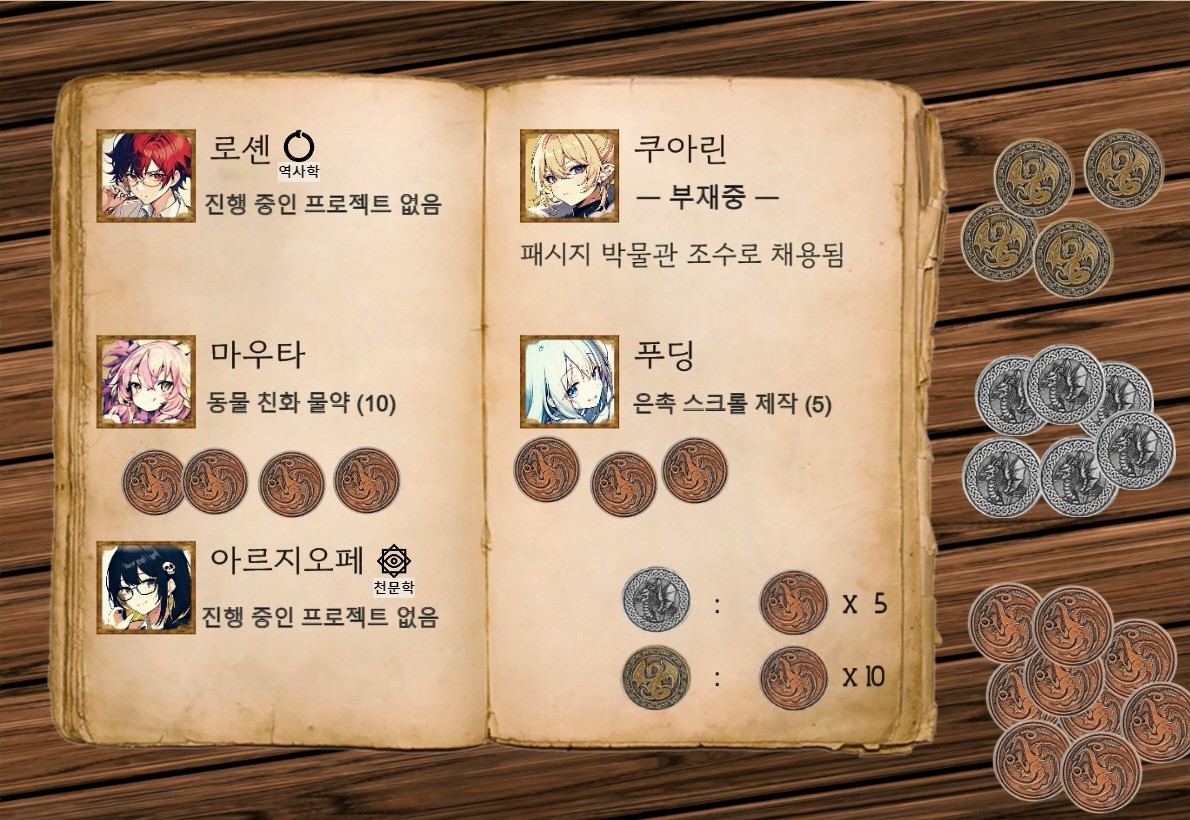 로셴
역사학
진행 중인 프로젝트 없음
마우타
동물 친화 물약 (10)
아르지오페
천문학
진행 중인 프로젝트 없음
쿠아린
— 부재중 —
패시지 박물관 조수로 채용됨
푸딩
은촉 스크롤 제작 (5)
: X 5
: X 10